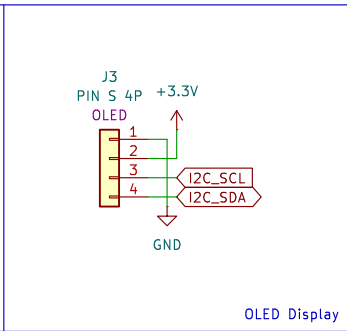 J3
PIN S 4P
+3.3V
OLED
1
2
3
I2C_SCL
4
I2C_SDA
GND
OLED Display